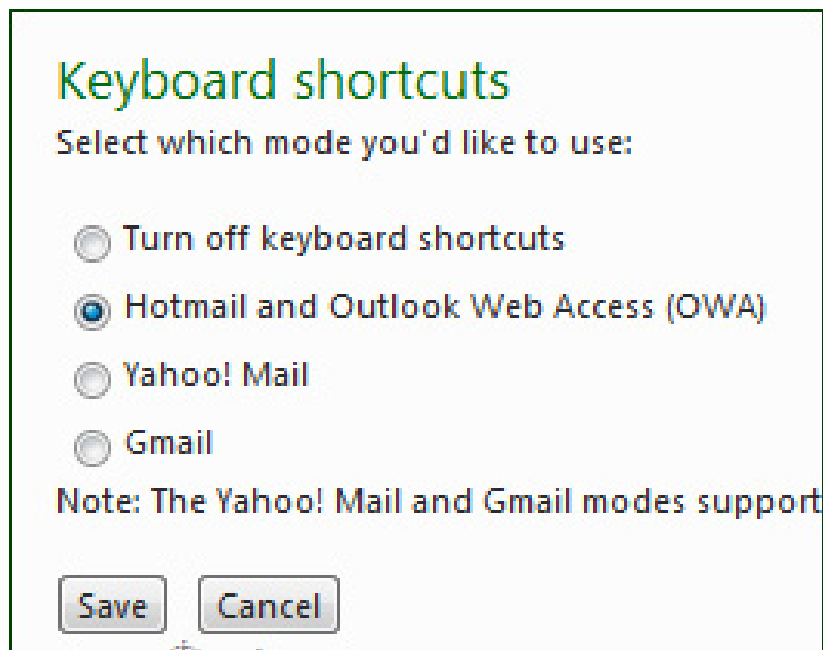 Keyboard shortcuts
Select which mode you'd like to use:
Turn off keyboard shortcuts
Hotmail and Outlook Web Access (OWA)
Yahoo! Mail
Gmail
Note: The Yahoo! Mail and Gmail modes support
Save Cancel